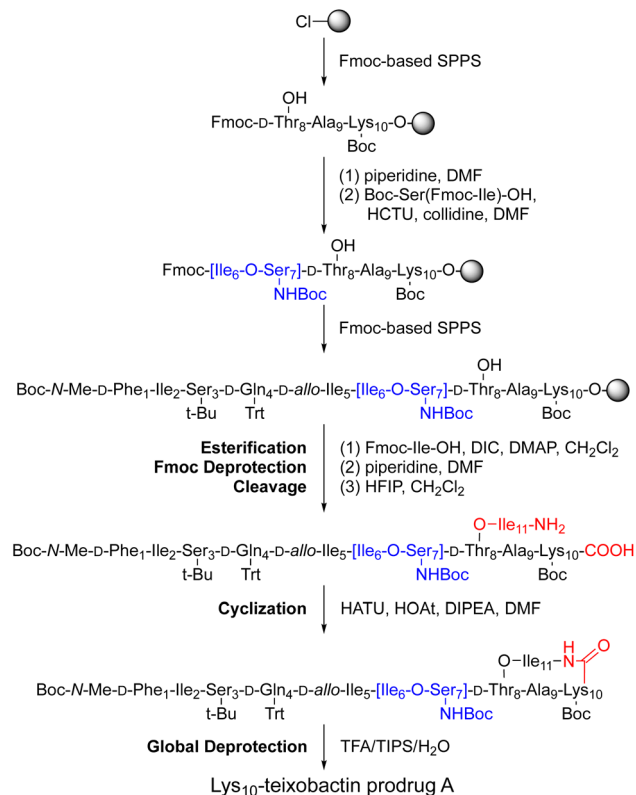 Cl
Fmoc-based SPPS
OH
Fmoc-D-Thr8-Ala9-Lys10-O
Boc
(1) piperidine, DMF
(2) Boc-Ser(Fmoc-Ile)-OH,
HCTU, collidine, DMF
OH
Fmoc-[Ile6-O-Ser7]-D-Thr8-Ala9-Lys10-O
NHBoc Boc
Fmoc-based SPPS
OH
Boc-N-Me-D-Phe1-Ile2-Ser3-D-Gln4-D-allo-Ile5-[Ile6-O-Ser7]-D-Thr8-Ala9-Lys10-O
t-Bu Trt NHBoc Boc
Esterification (1) Fmoc-Ile-OH, DIC, DMAP, CH2Cl2
Fmoc Deprotection (2) piperidine, DMF
Cleavage (3) HFIP, CH2Cl2
O-Ile11-NH2
Boc-N-Me-D-Phe1-Ile2-Ser3-D-Gln4-D-allo-Ile5-[Ile6-O-Ser7]-D-Thr8-Ala9-Lys10-COOH
t-Bu Trt NHBoc Boc
Cyclization HATU, HOAt, DIPEA, DMF
H O
O-Ile11-N
Boc-N-Me-D-Phe1-Ile2-Ser3-D-Gln4-D-allo-Ile5-[Ile6-O-Ser7]-D-Thr8-Ala9-Lys10
t-Bu Trt NHBoc Boc
Global Deprotection TFA/TIPS/H2O
Lys10-teixobactin prodrug A